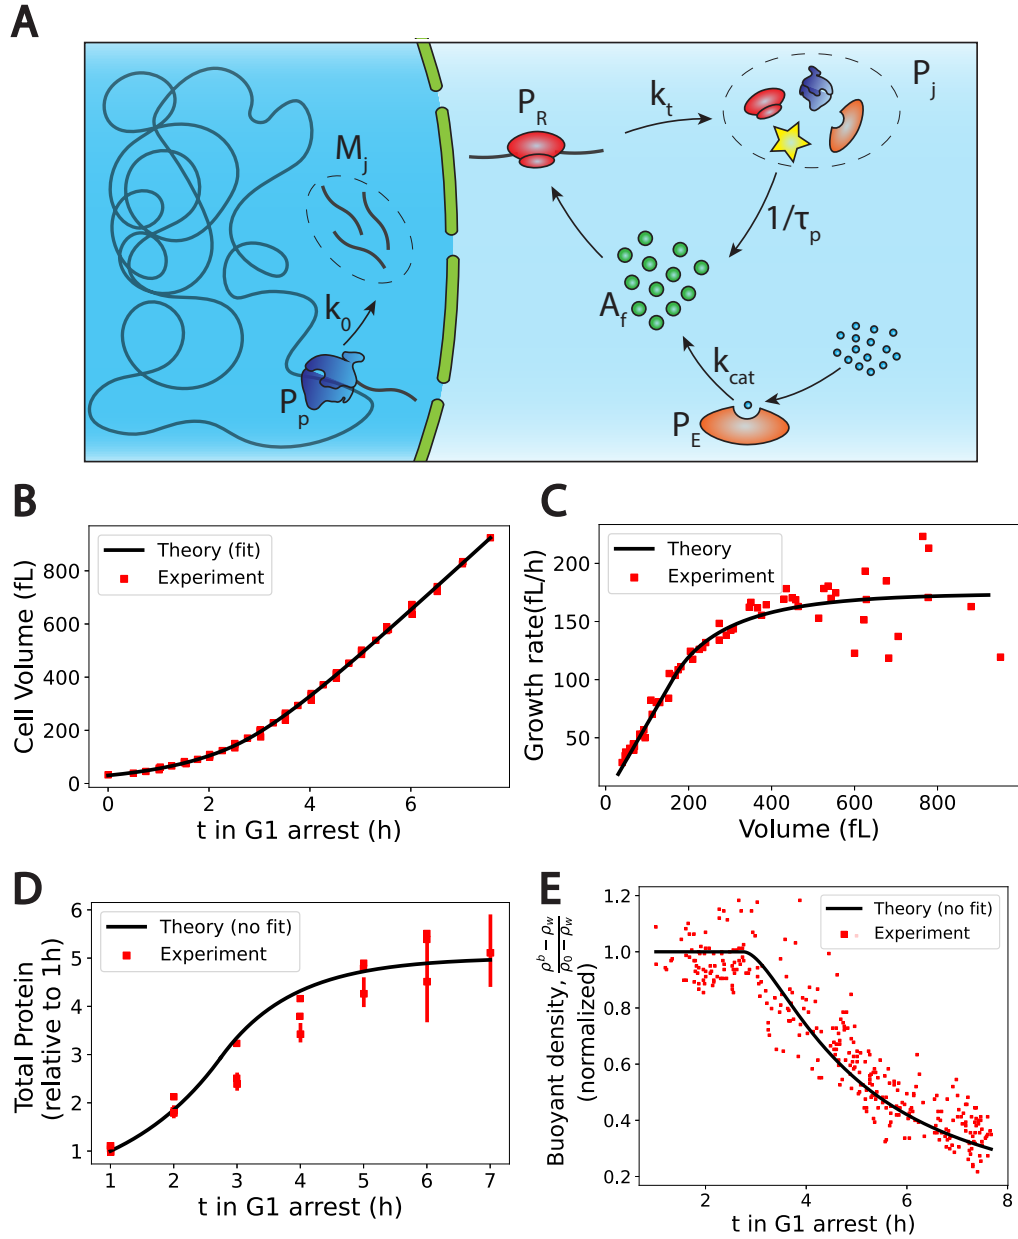 A
P_R
k_t
P_j
M_j
1/τ_p
k_0
A_f
k_cat
P_p
P_E
B
Theory (fit)
Experiment
Cell Volume (fL)
800
600
400
200
0
0 2 4 6
t in G1 arrest (h)
C
Theory
Experiment
Growth rate(fL/h)
200
150
100
50
0 200 400 600 800
Volume (fL)
D
Theory (no fit)
Experiment
Total Protein
(relative to 1h)
6
5
4
3
2
1
1 2 3 4 5 6 7
t in G1 arrest (h)
E
Theory (no fit)
Experiment
Buoyant density, \frac{ρ^b − ρ_w}{ρ_0 − ρ_w}
(normalized)
1.2
1.0
0.8
0.6
0.4
0.2
2 4 6 8
t in G1 arrest (h)